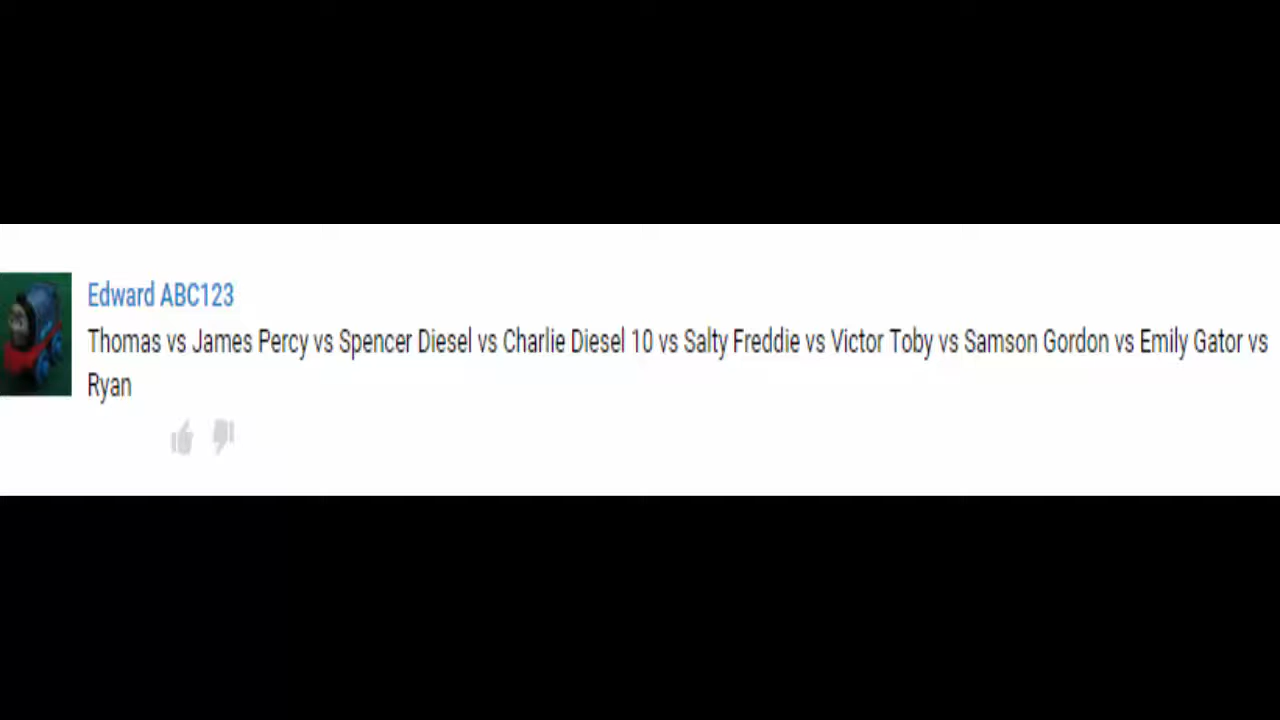 Edward ABC123
Thomas vs James Percy vs Spencer Diesel vs Charlie Diesel 10 vs Salty Freddie vs Victor Toby vs Samson Gordon vs Emily Gator vs
Ryan